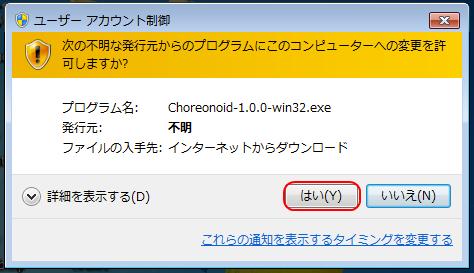 ユーザー アカウント制御
次の不明な発行元からのプログラムにこのコンピューターへの変更を許
可しますか?
プログラム名: Choreonoid-1.0.0-win32.exe
発行元: 不明
ファイルの入手先: インターネットからダウンロード
詳細を表示する(D) はい(Y) いいえ(N)
これらの通知を表示するタイミングを変更する